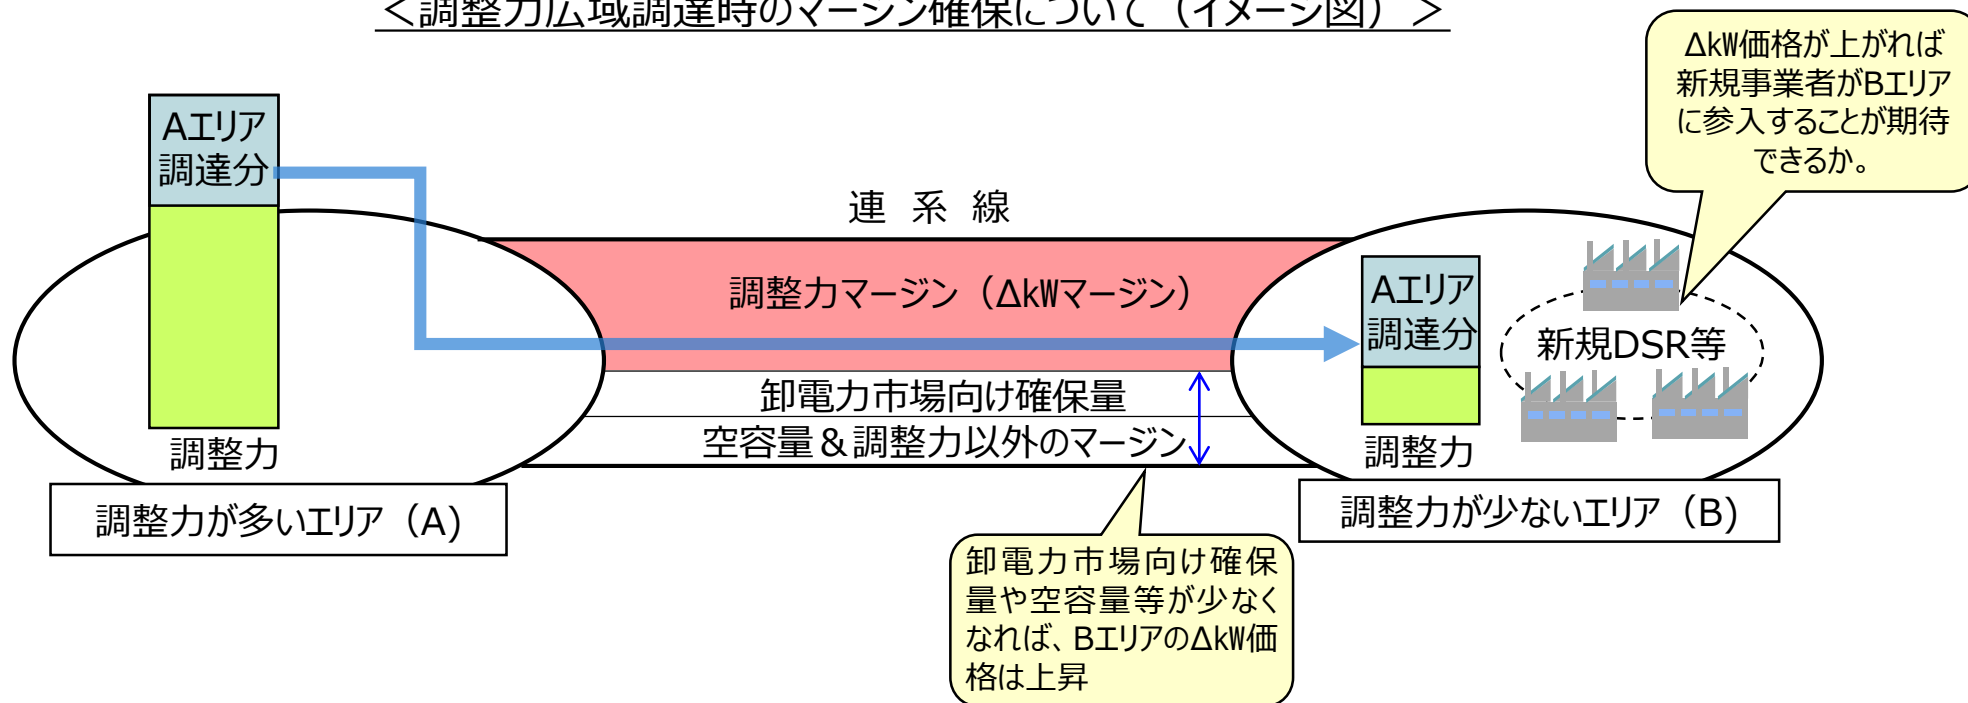 ＜調整力広域調達時のマージン確保について（イメージ図）＞
ΔkW価格が上がれば
新規事業者がBエリア
に参入することが期待
できるか。
Aエリア
調達分
連 系 線
調整力マージン（ΔkWマージン）
Aエリア
調達分
新規DSR等
卸電力市場向け確保量
空容量＆調整力以外のマージン
調整力
調整力
調整力が多いエリア（A)
調整力が少ないエリア（B)
卸電力市場向け確保
量や空容量等が少なく
なれば、BエリアのΔkW価
格は上昇